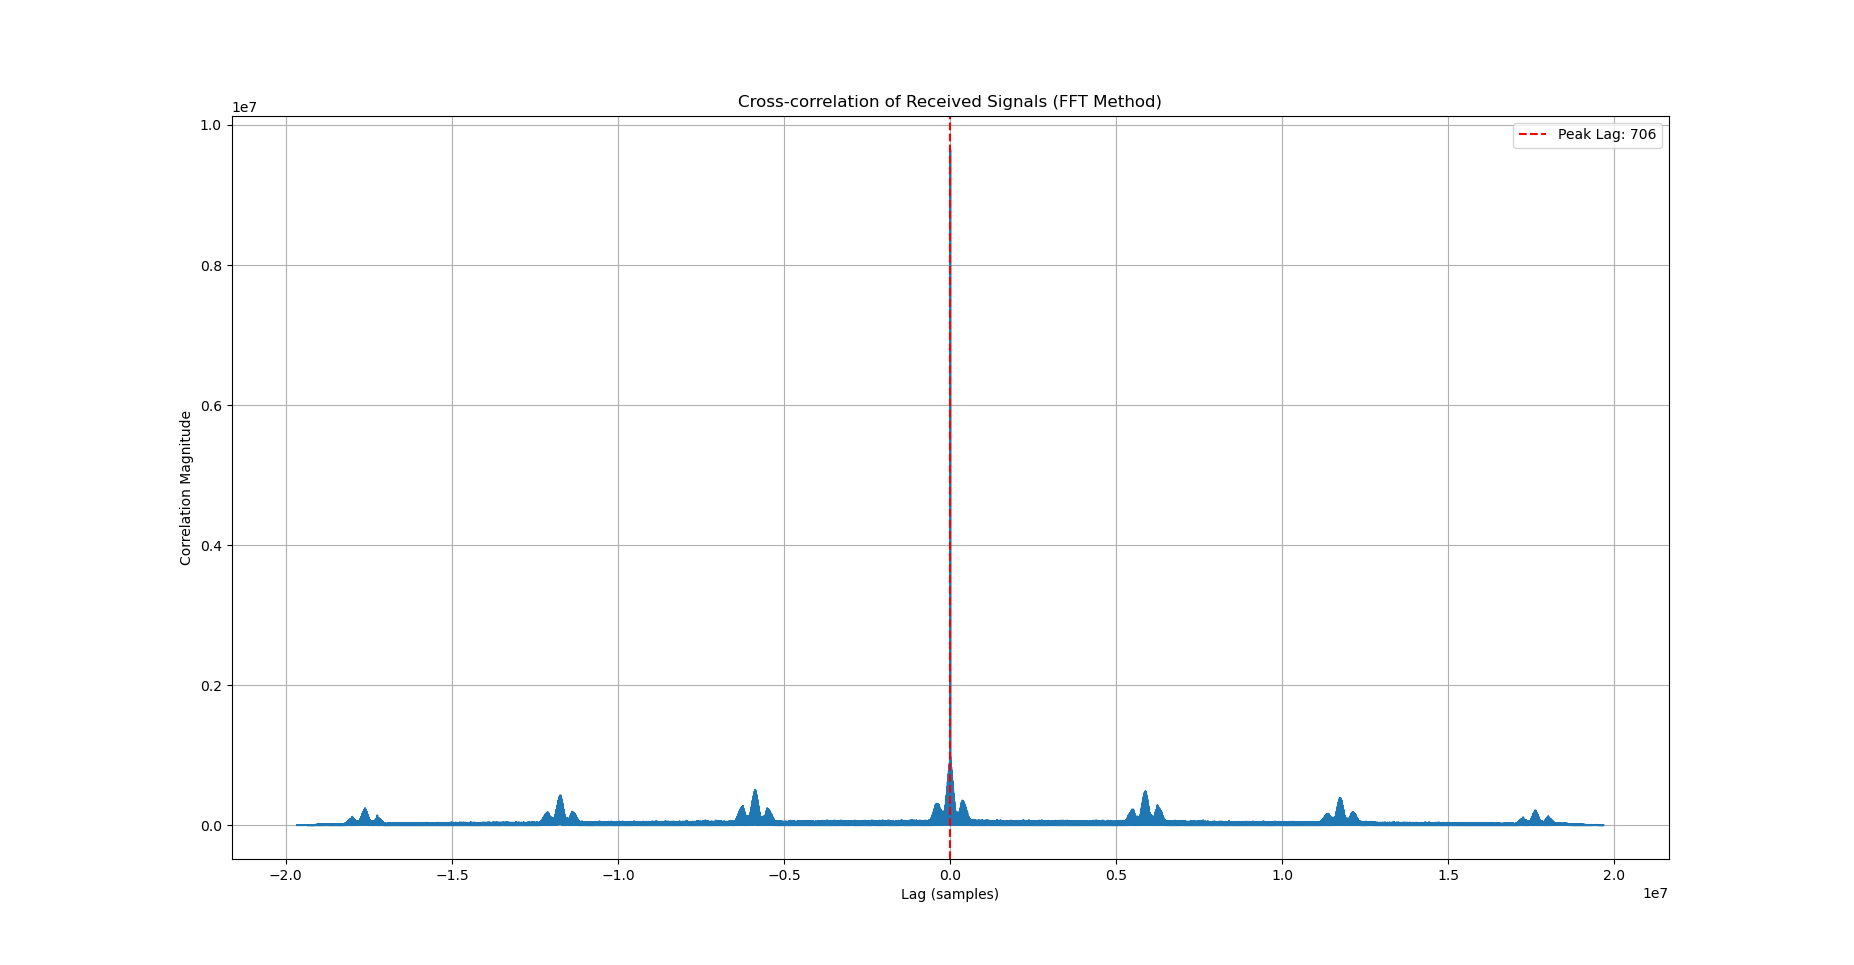 Cross-correlation of Received Signals (FFT Method)
1e7
Peak Lag: 706
1.0
0.8
0.6
0.4
0.2
0.0
Correlation Magnitude
−2.0 −1.5 −1.0 −0.5 0.0 0.5 1.0 1.5 2.0
Lag (samples)
1e7